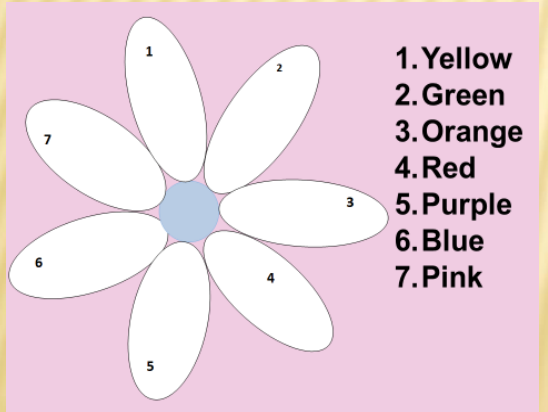 1
2
3
4
5
6
7
1.Yellow
2.Green
3.Orange
4.Red
5.Purple
6.Blue
7.Pink